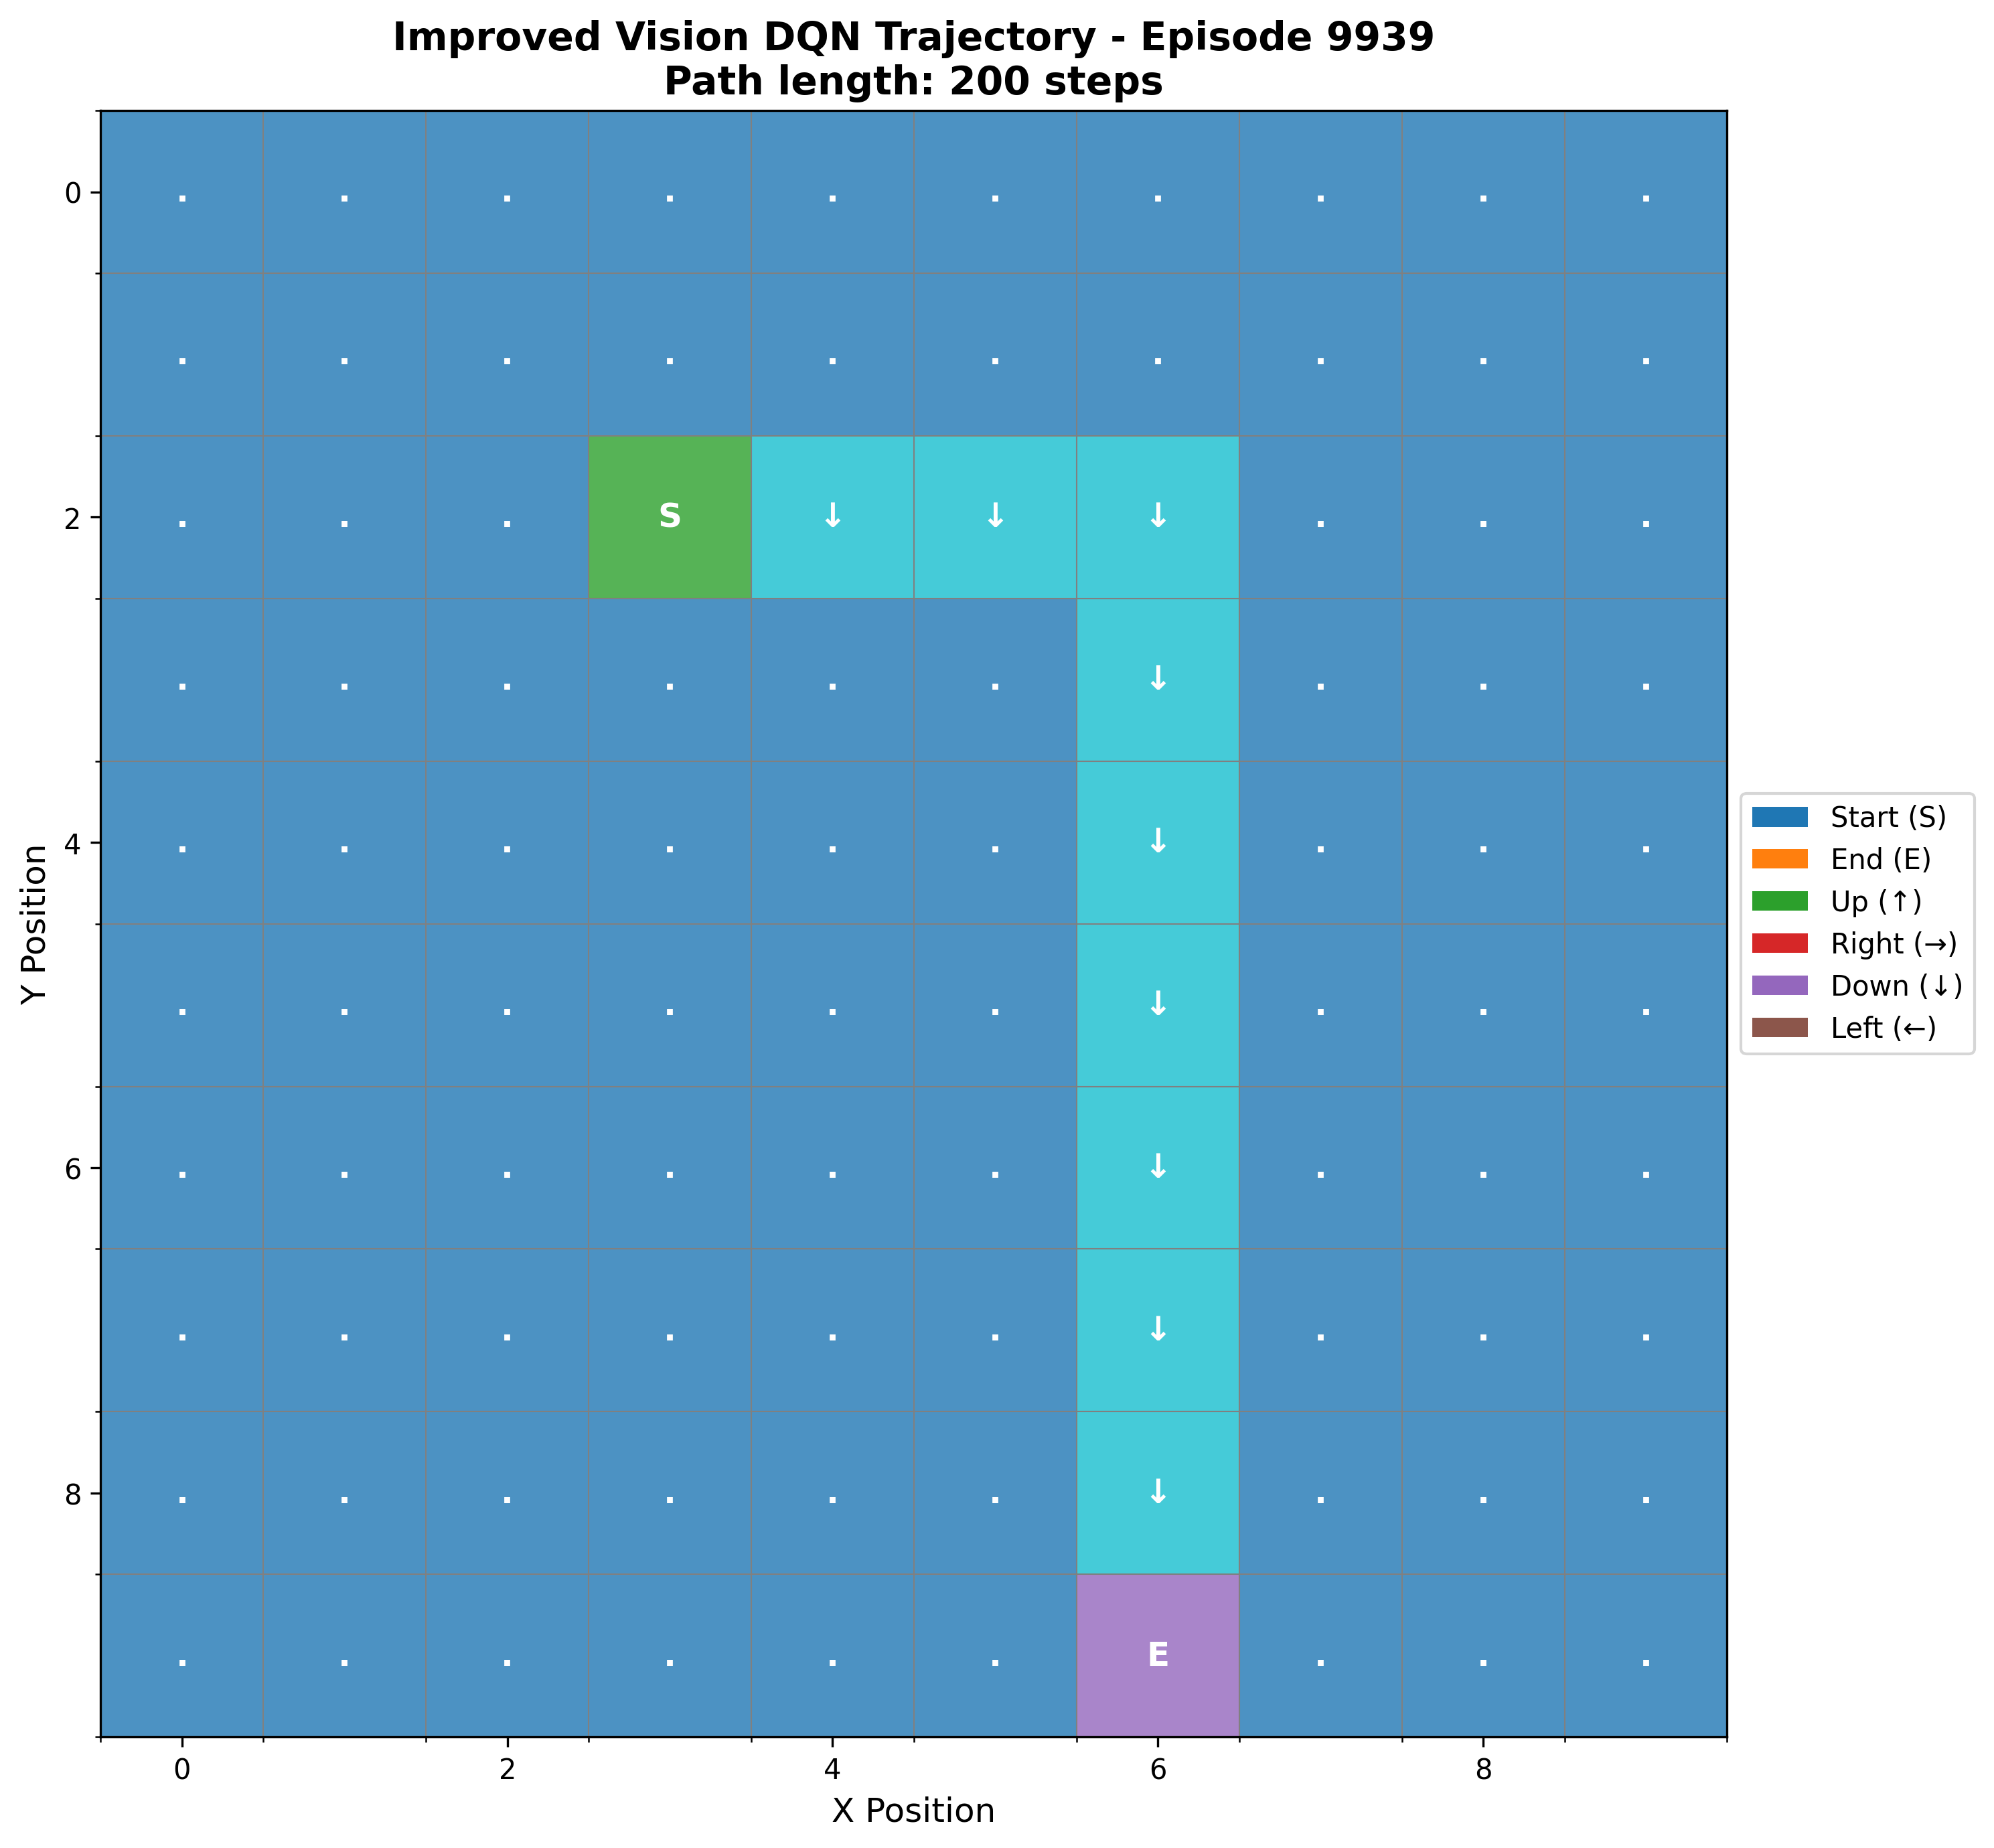 Improved Vision DQN Trajectory - Episode 9939
Path length: 200 steps
0 . . . . . . . . . .
. . . . . . . . . .
2 . . . S ↓ ↓ ↓ . . .
. . . . . . ↓ . . .
4 . . . . . . ↓ . . .
. . . . . . ↓ . . .
6 . . . . . . ↓ . . .
. . . . . . ↓ . . .
8 . . . . . . ↓ . . .
. . . . . . E . . .
0 2 4 6 8
X Position
Y Position
Start (S)
End (E)
Up (↑)
Right (→)
Down (↓)
Left (←)